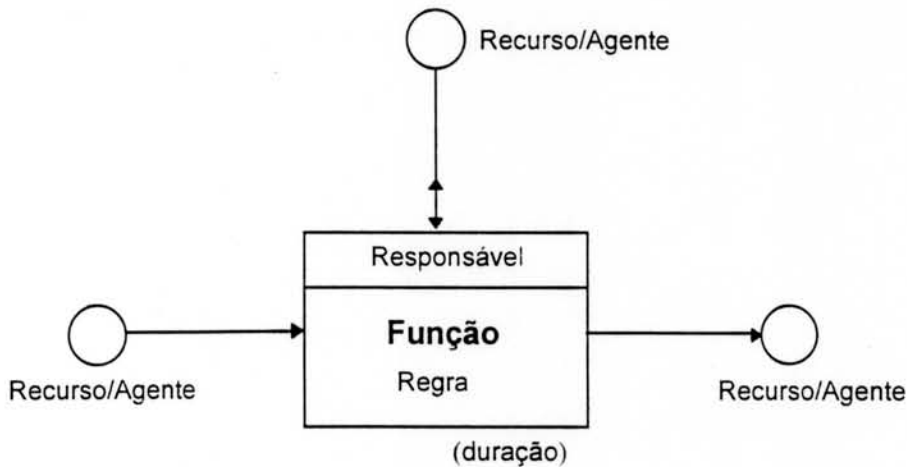 Recurso/Agente
Responsável
Função
Regra
Recurso/Agente
Recurso/Agente
(duração)